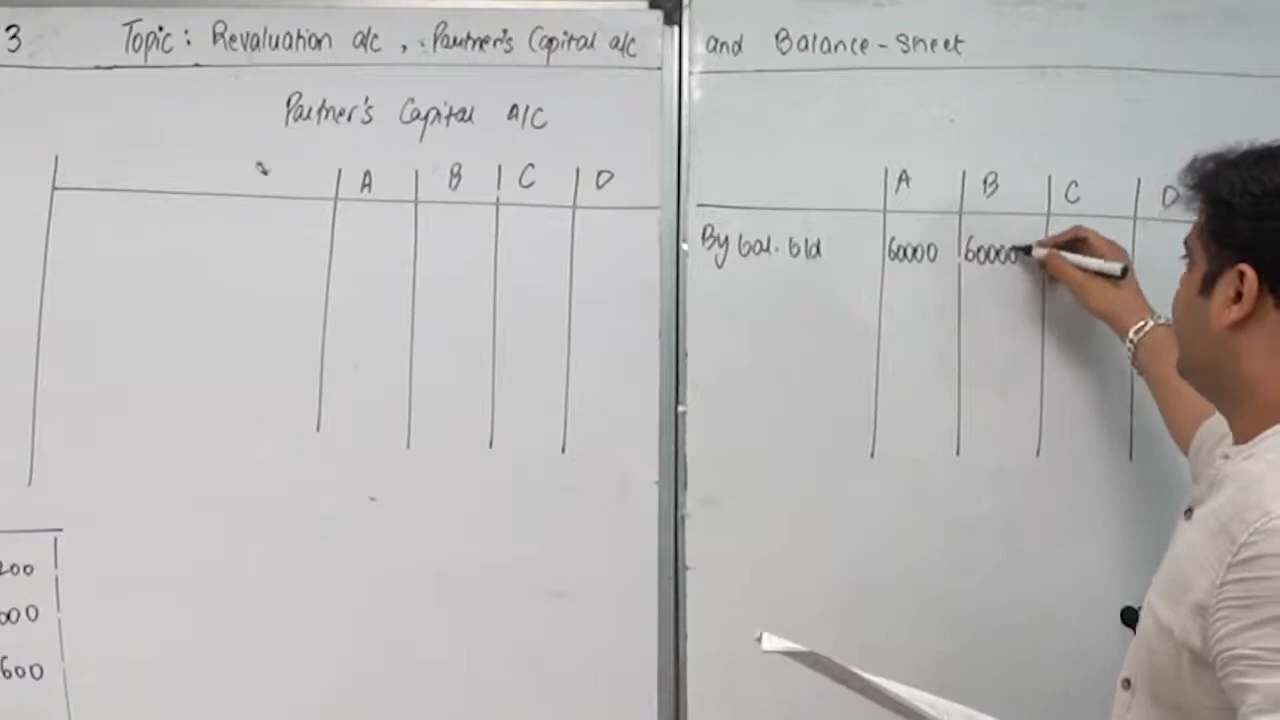 3 Topic: Revaluation a/c, Partner's Capital a/c and Balance-Sheet
Partner's Capital A/C
A B C D
A B C D
By bal. b/d 60000 60000
200
000
600